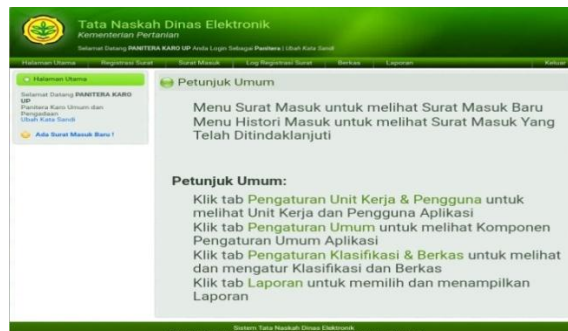 Tata Naskah Dinas Elektronik
Kementerian Pertanian
Selamat Datang PANITERA KARO UP Anda Login Sebagai Panitera | Ubah Kata Sandi
Halaman Utama Registrasi Surat Surat Masuk Log Registrasi Surat Berkas Laporan Keluar
Halaman Utama
Selamat Datang PANITERA KARO
UP
Panitera Karo Umum dan
Pengadaan
Ubah Kata Sandi
Ada Surat Masuk Baru !
Petunjuk Umum
Menu Surat Masuk untuk melihat Surat Masuk Baru
Menu Histori Masuk untuk melihat Surat Masuk Yang
Telah Ditindaklanjuti
Petunjuk Umum:
Klik tab Pengaturan Unit Kerja & Pengguna untuk
melihat Unit Kerja dan Pengguna Aplikasi
Klik tab Pengaturan Umum untuk melihat Komponen
Pengaturan Umum Aplikasi
Klik tab Pengaturan Klasifikasi & Berkas untuk melihat
dan mengatur Klasifikasi dan Berkas
Klik tab Laporan untuk memilih dan menampilkan
Laporan
Sistem Tata Naskah Dinas Elektronik